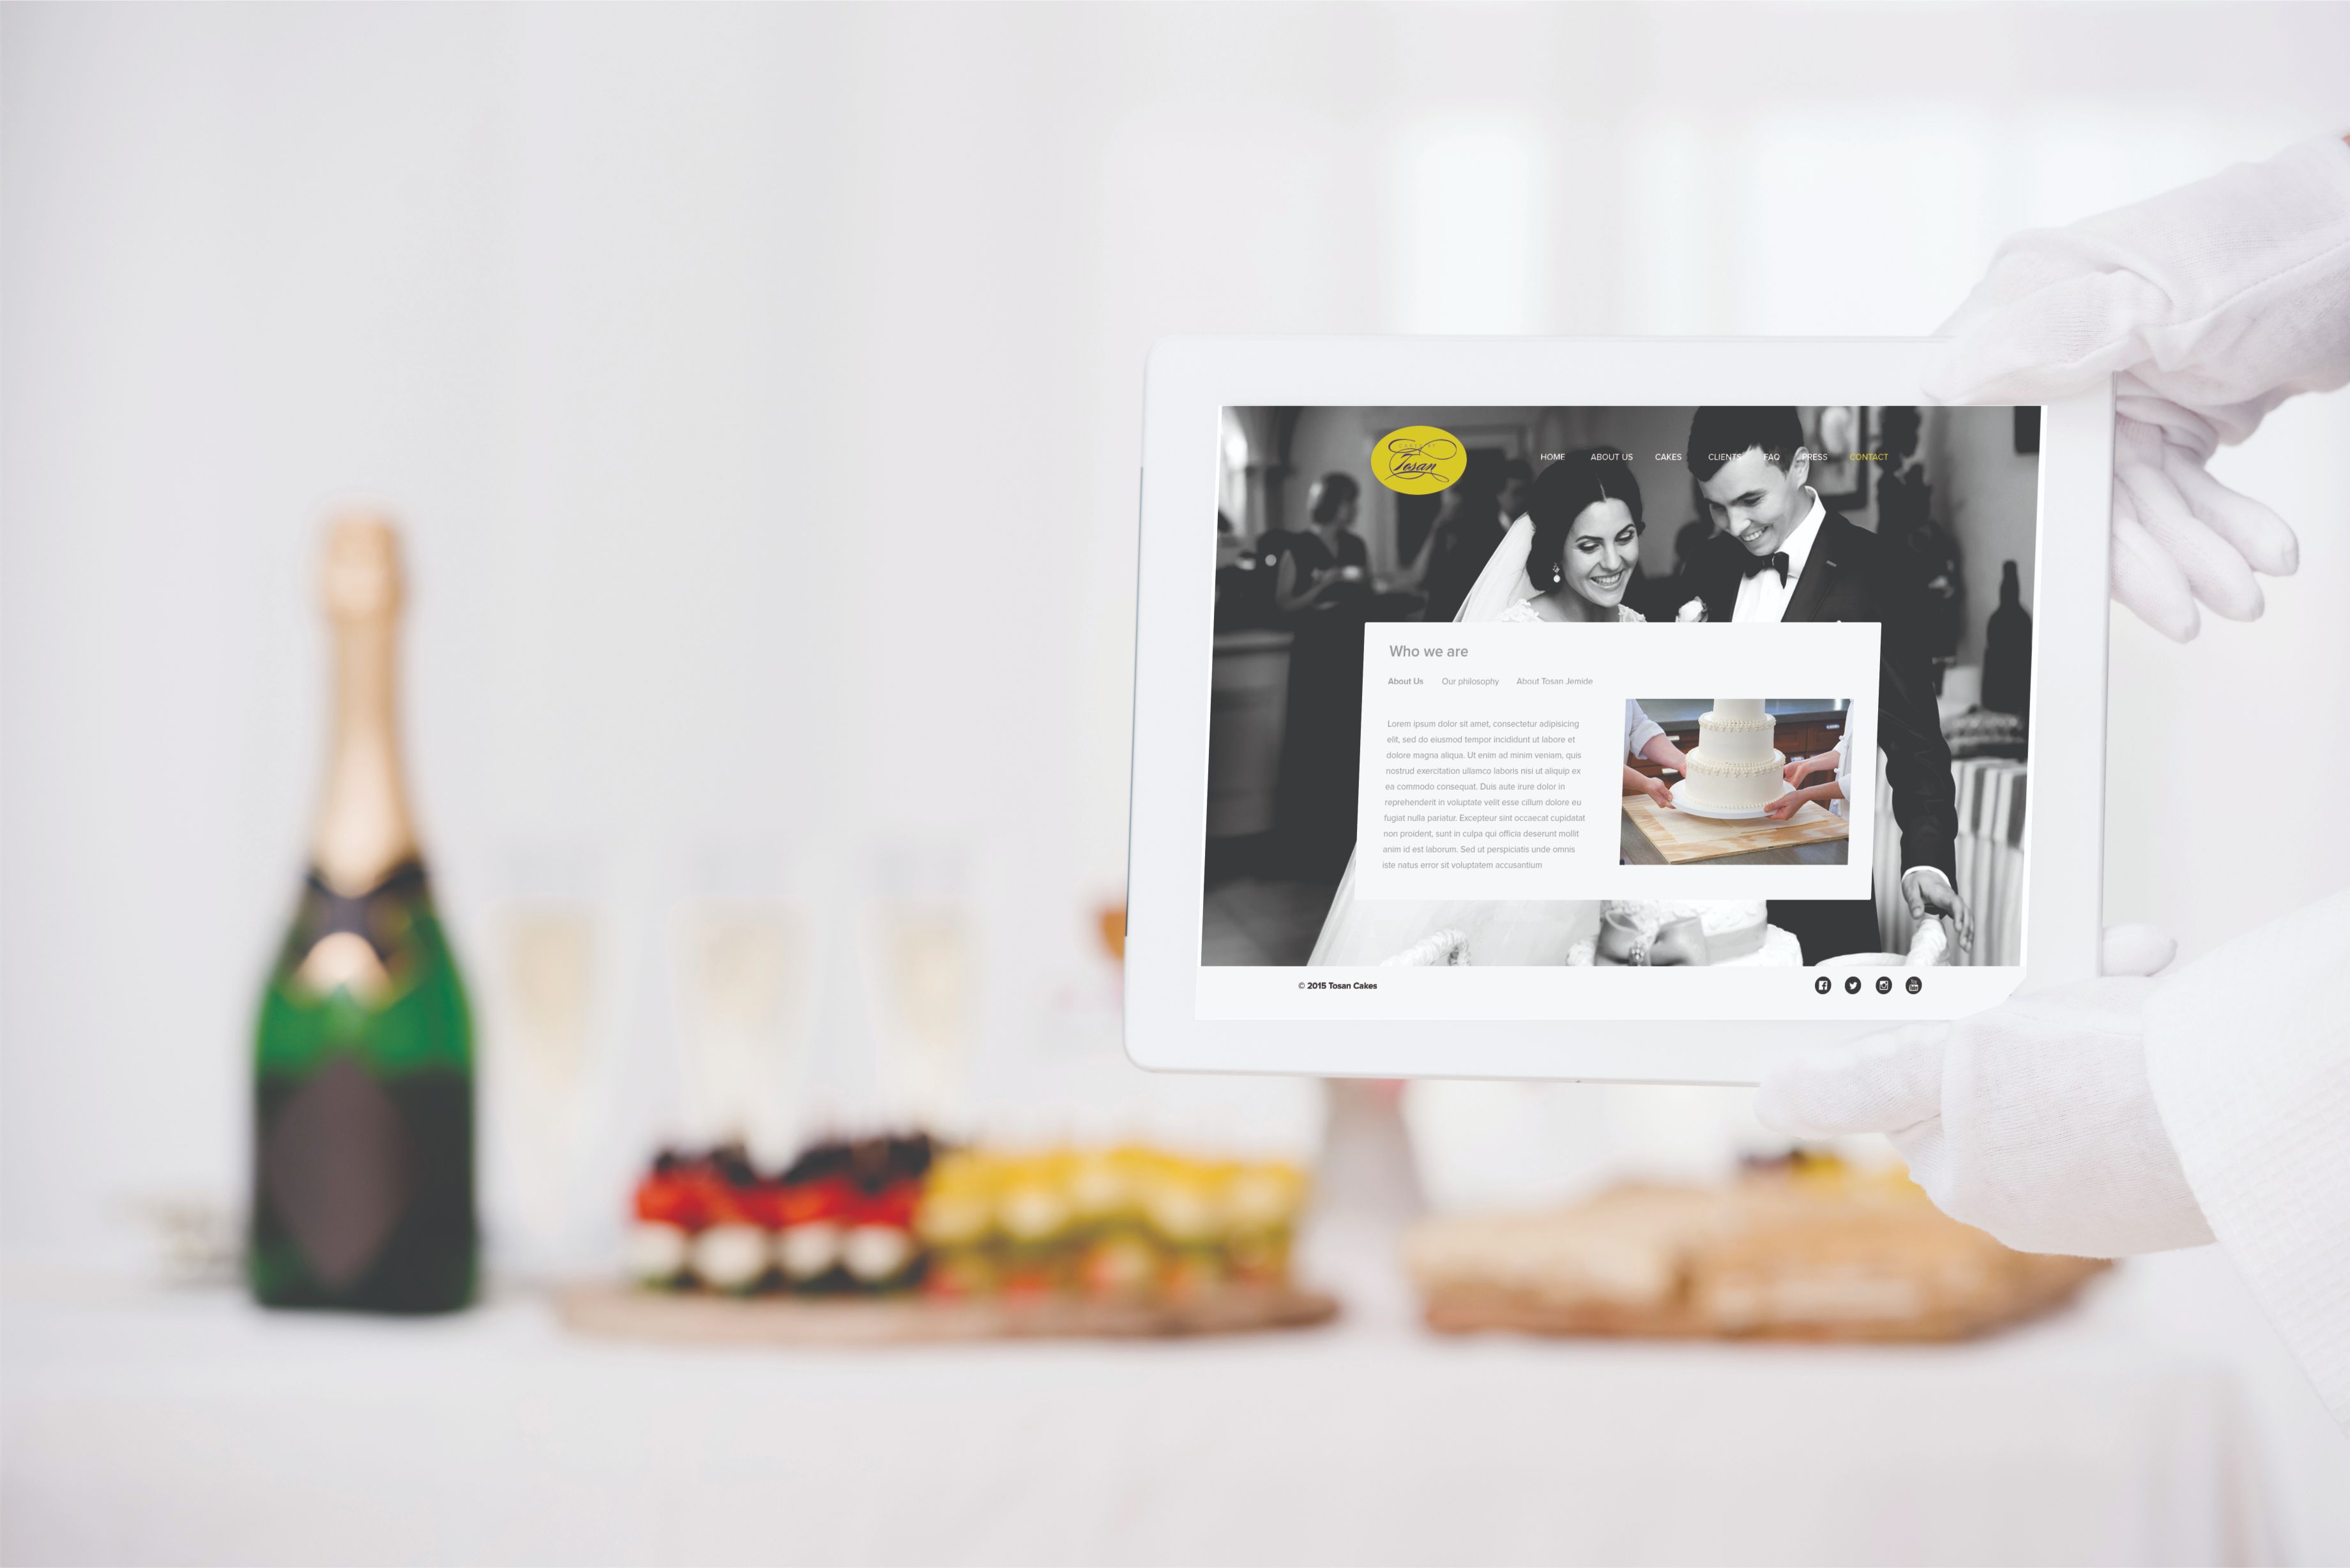 CAKES BY
Tosan
HOME ABOUT US CAKES CLIENTS FAQ PRESS CONTACT
Who we are
About Us Our philosophy About Tosan Jemide
Lorem ipsum dolor sit amet, consectetur adipisicing
elit, sed do eiusmod tempor incididunt ut labore et
dolore magna aliqua. Ut enim ad minim veniam, quis
nostrud exercitation ullamco laboris nisi ut aliquip ex
ea commodo consequat. Duis aute irure dolor in
reprehenderit in voluptate velit esse cillum dolore eu
fugiat nulla pariatur. Excepteur sint occaecat cupidatat
non proident, sunt in culpa qui officia deserunt mollit
anim id est laborum. Sed ut perspiciatis unde omnis
iste natus error sit voluptatem accusantium
© 2015 Tosan Cakes